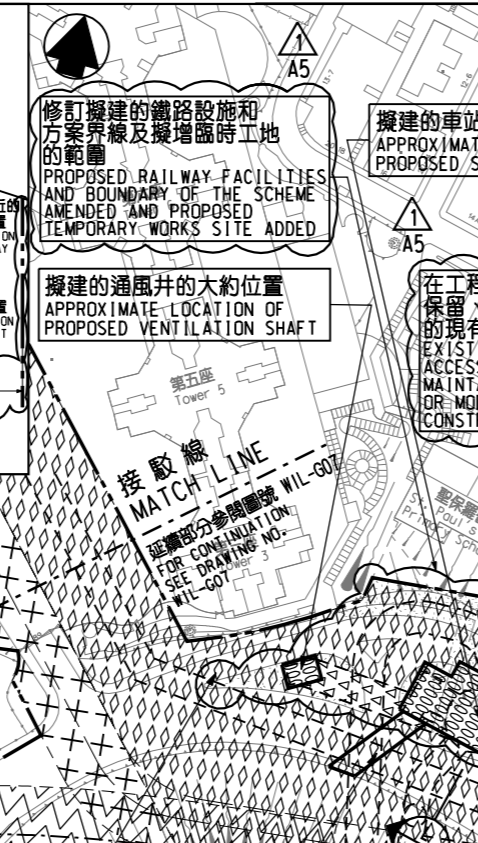 1
A5
修訂擬建的鐵路設施和
方案界線及擬增臨時工地
的範圍
PROPOSED RAILWAY FACILITIES
AND BOUNDARY OF THE SCHEME
AMENDED AND PROPOSED
TEMPORARY WORKS SITE ADDED
擬建的車站
APPROXIMAT
PROPOSED S
1
A5
擬建的通風井的大約位置
APPROXIMATE LOCATION OF
PROPOSED VENTILATION SHAFT
在工程
保留
的現有
EXIST
ACCESS
MAINTA
OR MOD
CONSTR
第五座
Tower 5
接駁線
MATCH LINE
延續部分參閱圖號 WIL-G07
FOR CONTINUATION
SEE DRAWING NO.
WIL-G07
Tower 3
聖保羅
St. Paul's
Primary Scho